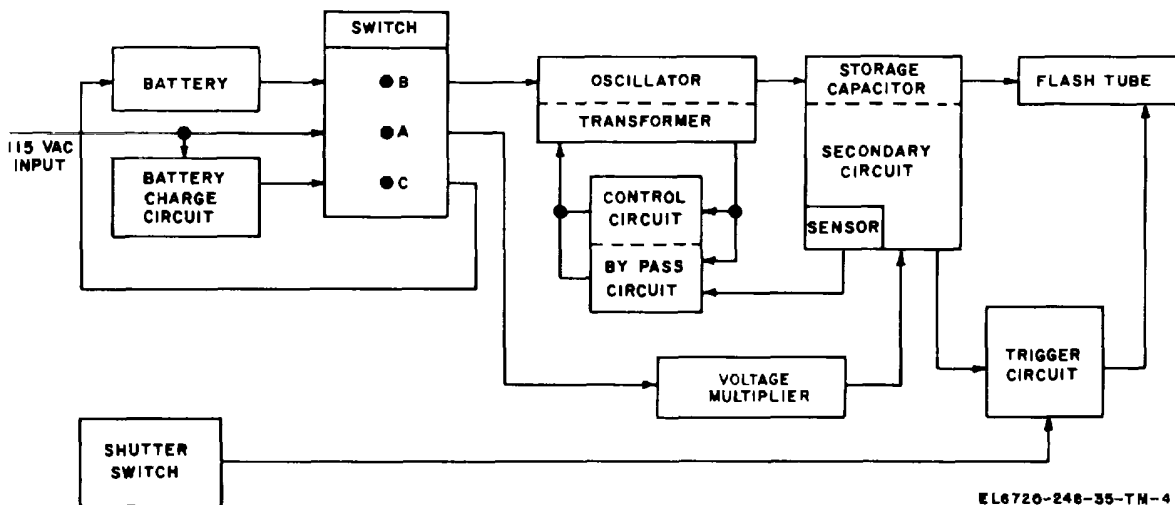 SWITCH
BATTERY
B
OSCILLATOR
TRANSFORMER
STORAGE
CAPACITOR
FLASH TUBE
A
115 VAC
INPUT
BATTERY
CHARGE
CIRCUIT
C
CONTROL
CIRCUIT
BY PASS
CIRCUIT
SECONDARY
CIRCUIT
SENSOR
VOLTAGE
MULTIPLIER
TRIGGER
CIRCUIT
SHUTTER
SWITCH
EL6720-246-35-TM-4